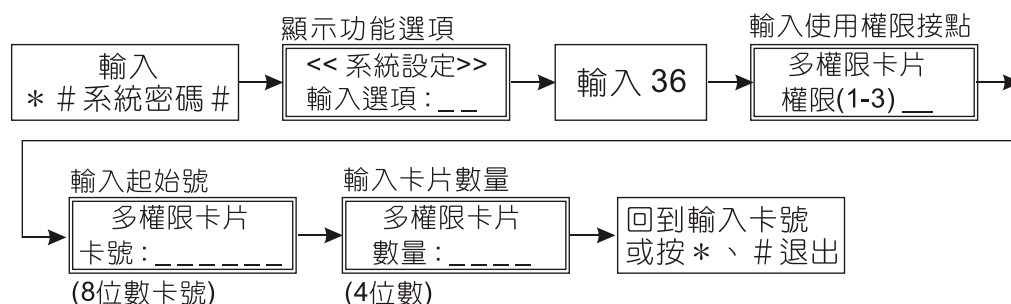 輸入
＊＃系統密碼＃
顯示功能選項
<< 系統設定>>
輸入選項：_ _
輸入 36
輸入使用權限接點
多權限卡片
權限(1-3) __
輸入起始號
多權限卡片
卡號：_ _ _ _ _ _
(8位數卡號)
輸入卡片數量
多權限卡片
數量：_ _ _ _
(4位數)
回到輸入卡號
或按＊、＃退出